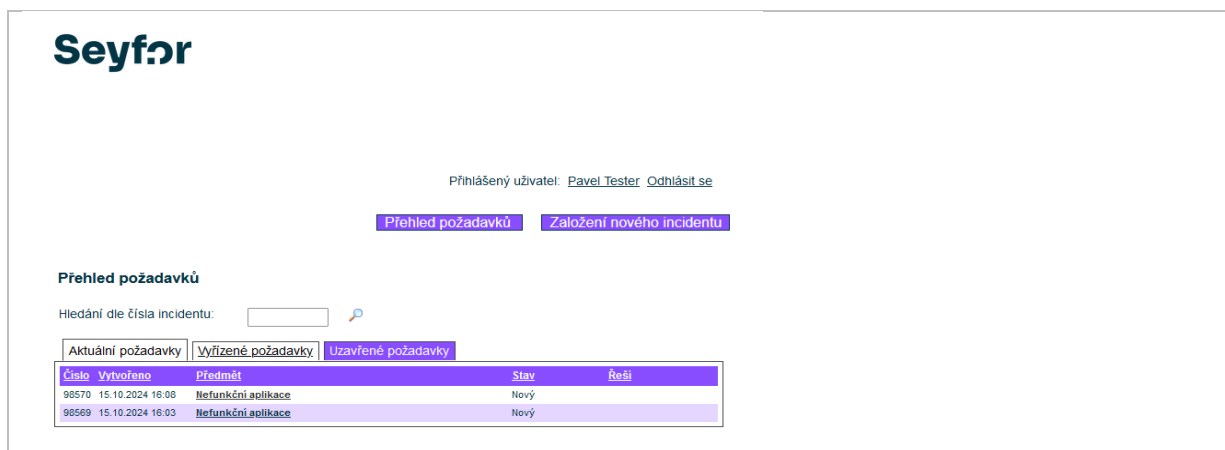 Seyfor
Přihlášený uživatel: Pavel Tester Odhlásit se
Přehled požadavků Založení nového incidentu
Přehled požadavků
Hledání dle čísla incidentu:
Aktuální požadavky Vyřízené požadavky Uzavřené požadavky
Číslo Vytvořeno Předmět Stav Řeší
98570 15.10.2024 16:08 Nefunkční aplikace Nový
98569 15.10.2024 16:03 Nefunkční aplikace Nový